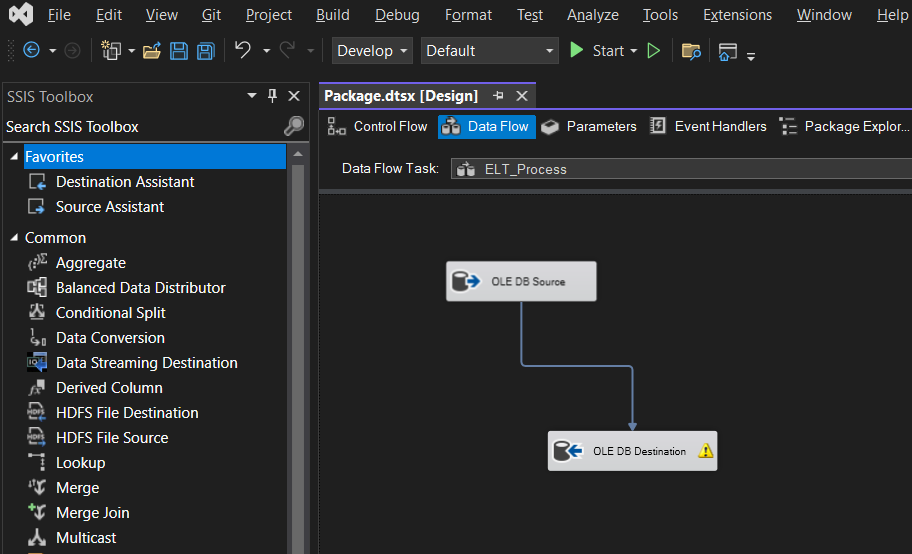 File Edit View Git Project Build Debug Format Test Analyze Tools Extensions Window Help
Develop Default Start
SSIS Toolbox
Package.dtsx [Design]
Search SSIS Toolbox
Control Flow Data Flow Parameters Event Handlers Package Explor...
Favorites
Data Flow Task: ELT_Process
Destination Assistant
Source Assistant
Common
Aggregate
Balanced Data Distributor
Conditional Split
Data Conversion
Data Streaming Destination
Derived Column
HDFS File Destination
HDFS File Source
Lookup
Merge
Merge Join
Multicast
OLE DB Source
OLE DB Destination